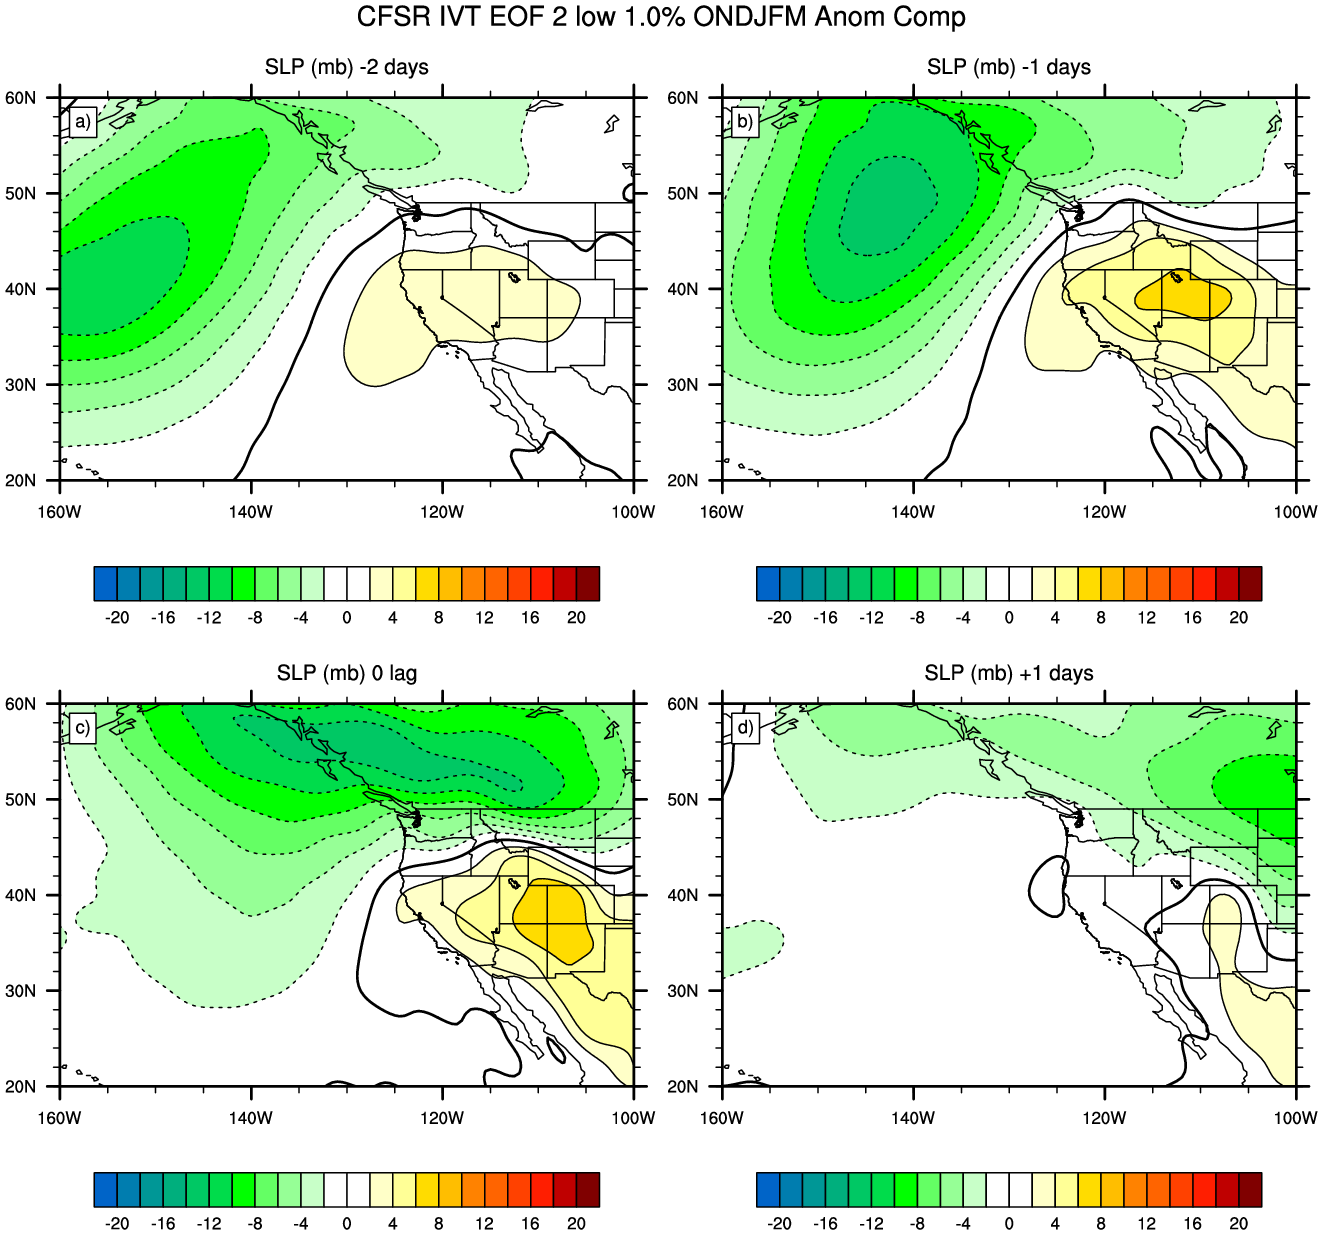 CFSR IVT EOF 2 low 1.0% ONDJFM Anom Comp
SLP (mb) -2 days
SLP (mb) -1 days
60N
a)
50N
40N
30N
20N
160W 140W 120W 100W
60N
b)
50N
40N
30N
20N
160W 140W 120W 100W
-20 -16 -12 -8 -4 0 4 8 12 16 20
-20 -16 -12 -8 -4 0 4 8 12 16 20
SLP (mb) 0 lag
SLP (mb) +1 days
60N
c)
50N
40N
30N
20N
160W 140W 120W 100W
60N
d)
50N
40N
30N
20N
160W 140W 120W 100W
-20 -16 -12 -8 -4 0 4 8 12 16 20
-20 -16 -12 -8 -4 0 4 8 12 16 20